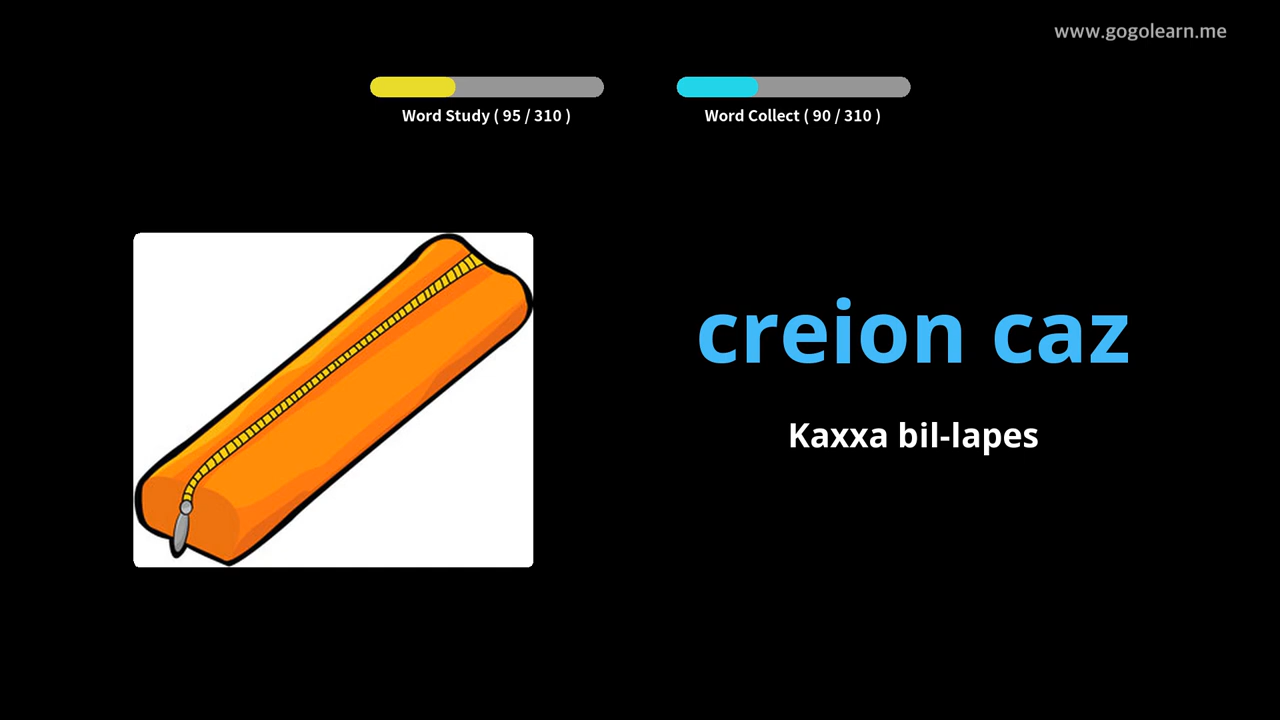 www.gogolearn.me
Word Study ( 95 / 310 )
Word Collect ( 90 / 310 )
creion caz
Kaxxa bil-lapes